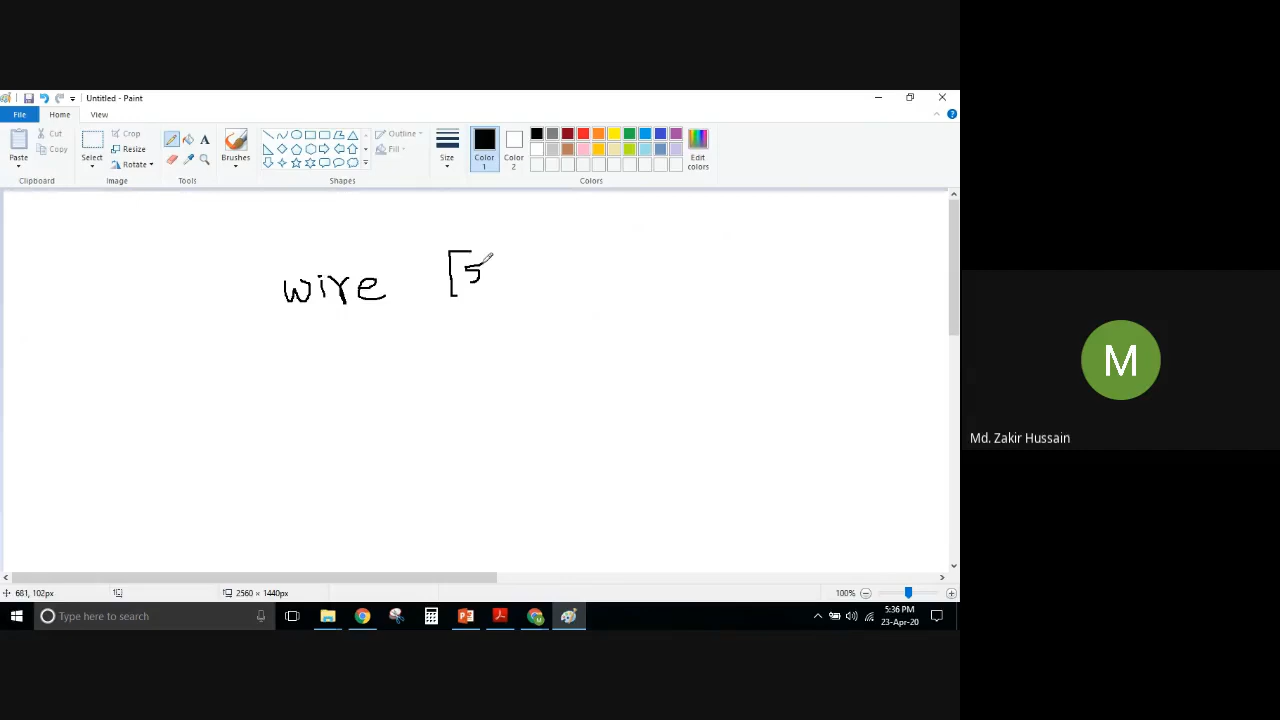 Untitled - Paint
File
Home
View
Paste
Cut
Copy
Clipboard
Select
Crop
Resize
Rotate
Image
A
Tools
Brushes
Shapes
Outline
Fill
Size
Color 1
Color 2
Edit colors
Colors
wire [5
M
Md. Zakir Hussain
681, 102px
2560 × 1440px
100%
Type here to search
5:36 PM
23-Apr-20